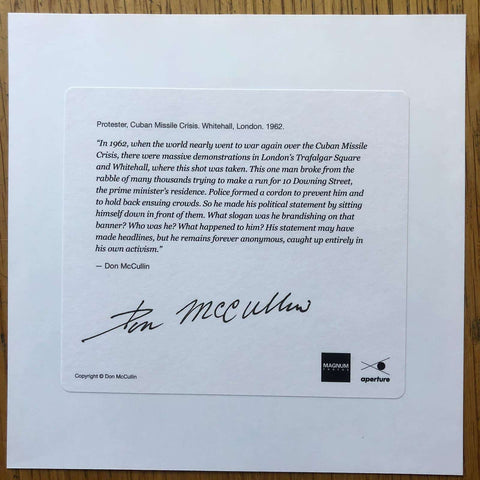 Protester, Cuban Missile Crisis. Whitehall, London. 1962.
"In 1962, when the world nearly went to war again over the Cuban Missile
Crisis, there were massive demonstrations in London's Trafalgar Square
and Whitehall, where this shot was taken. This one man broke from the
rabble of many thousands trying to make a run for 10 Downing Street,
the prime minister's residence. Police formed a cordon to prevent him and
to hold back ensuing crowds. So he made his political statement by sitting
himself down in front of them. What slogan was he brandishing on that
banner? Who was he? What happened to him? His statement may have
made headlines, but he remains forever anonymous, caught up entirely in
his own activism."
— Don McCullin
Don McCullin
Copyright © Don McCullin
MAGNUM
PHOTOS
aperture